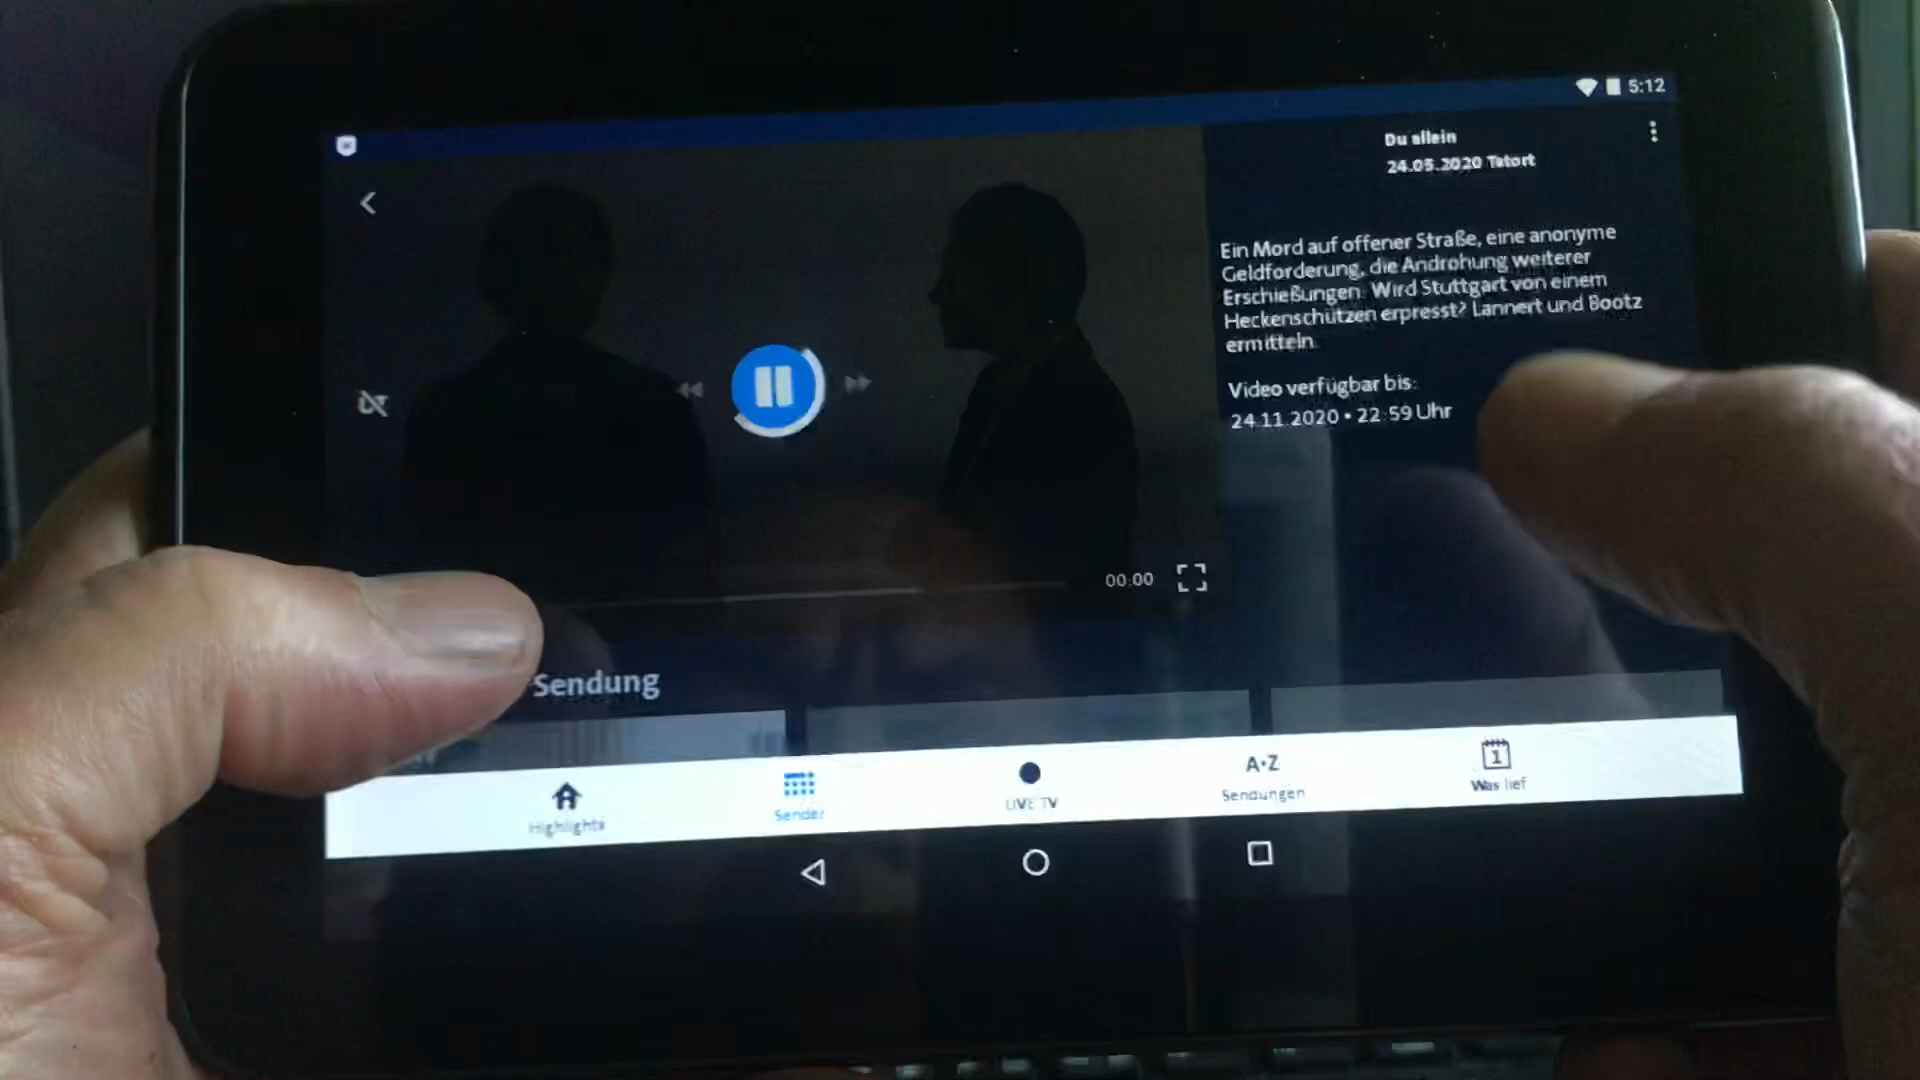 5:12
Du allein
24.05.2020 Tatort
Ein Mord auf offener Straße, eine anonyme
Geldforderung, die Androhung weiterer
Erschießungen. Wird Stuttgart von einem
Heckenschützen erpresst? Lannert und Bootz
ermitteln.
Video verfügbar bis:
24.11.2020 • 22:59 Uhr
UT
00:00
Sendung
Highlights
Sender
LIVE TV
A-Z
Sendungen
1
Was lief